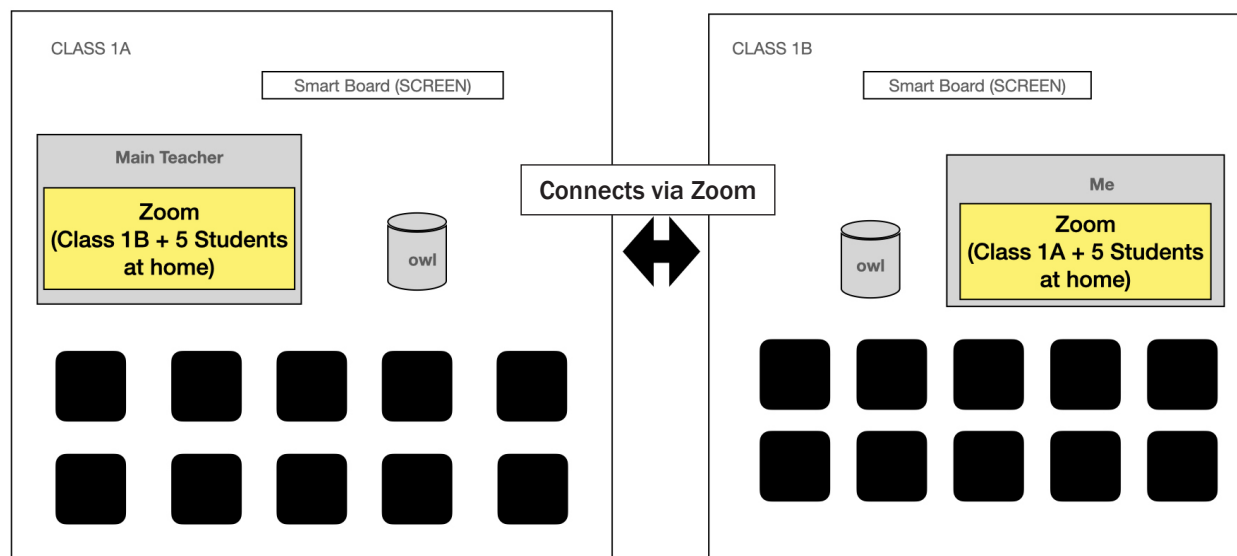 CLASS 1A
Smart Board (SCREEN)
Main Teacher
Zoom
(Class 1B + 5 Students
at home)
owl
Connects via Zoom
CLASS 1B
Smart Board (SCREEN)
owl
Me
Zoom
(Class 1A + 5 Students
at home)